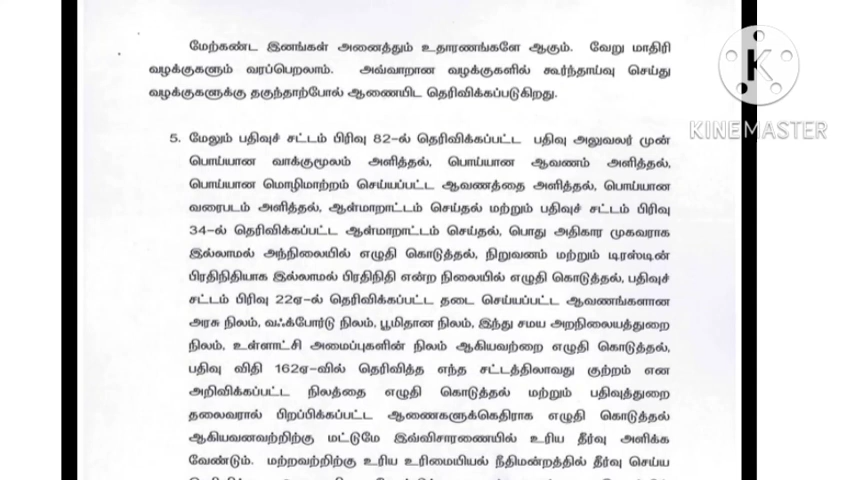 மேற்கண்ட இனங்கள் அனைத்தும் உதாரணங்களே ஆகும். வேறு மாதிரி
வழக்குகளும் வரப்பெறலாம். அவ்வாறான வழக்குகளில் கூர்ந்தாய்வு செய்து
வழக்குகளுக்கு தகுந்தாற்போல் ஆணையிட தெரிவிக்கப்படுகிறது.
K
KINEMASTER
5. மேலும் பதிவுச் சட்டம் பிரிவு 82-ல் தெரிவிக்கப்பட்ட பதிவு அலுவலர் முன்
பொய்யான வாக்குமூலம் அளித்தல், பொய்யான ஆவணம் அளித்தல்,
பொய்யான மொழிமாற்றம் செய்யப்பட்ட ஆவணத்தை அளித்தல், பொய்யான
வரைபடம் அளித்தல், ஆள்மாறாட்டம் செய்தல் மற்றும் பதிவுச் சட்டம் பிரிவு
34-ல் தெரிவிக்கப்பட்ட ஆள்மாறாட்டம் செய்தல், பொது அதிகார முகவராக
இல்லாமல் அந்நிலையில் எழுதி கொடுத்தல், நிறுவனம் மற்றும் டிரஸ்டின்
பிரதிநிதியாக இல்லாமல் பிரதிநிதி என்ற நிலையில் எழுதி கொடுத்தல், பதிவுச்
சட்டம் பிரிவு 22ஏ-ல் தெரிவிக்கப்பட்ட தடை செய்யப்பட்ட ஆவணங்களான
அரசு நிலம், வஃக்போர்டு நிலம், பூமிதான நிலம், இந்து சமய அறநிலையத்துறை
நிலம், உள்ளாட்சி அமைப்புகளின் நிலம் ஆகியவற்றை எழுதி கொடுத்தல்,
பதிவு விதி 162ஏ-வில் தெரிவித்த எந்த சட்டத்திலாவது குற்றம் என
அறிவிக்கப்பட்ட நிலத்தை எழுதி கொடுத்தல் மற்றும் பதிவுத்துறை
தலைவரால் பிறப்பிக்கப்பட்ட ஆணைகளுக்கெதிராக எழுதி கொடுத்தல்
ஆகியவனவற்றிற்கு மட்டுமே இவ்விசாரணையில் உரிய தீர்வு அளிக்க
வேண்டும். மற்றவற்றிற்கு உரிய உரிமையியல் நீதிமன்றத்தில் தீர்வு செய்ய